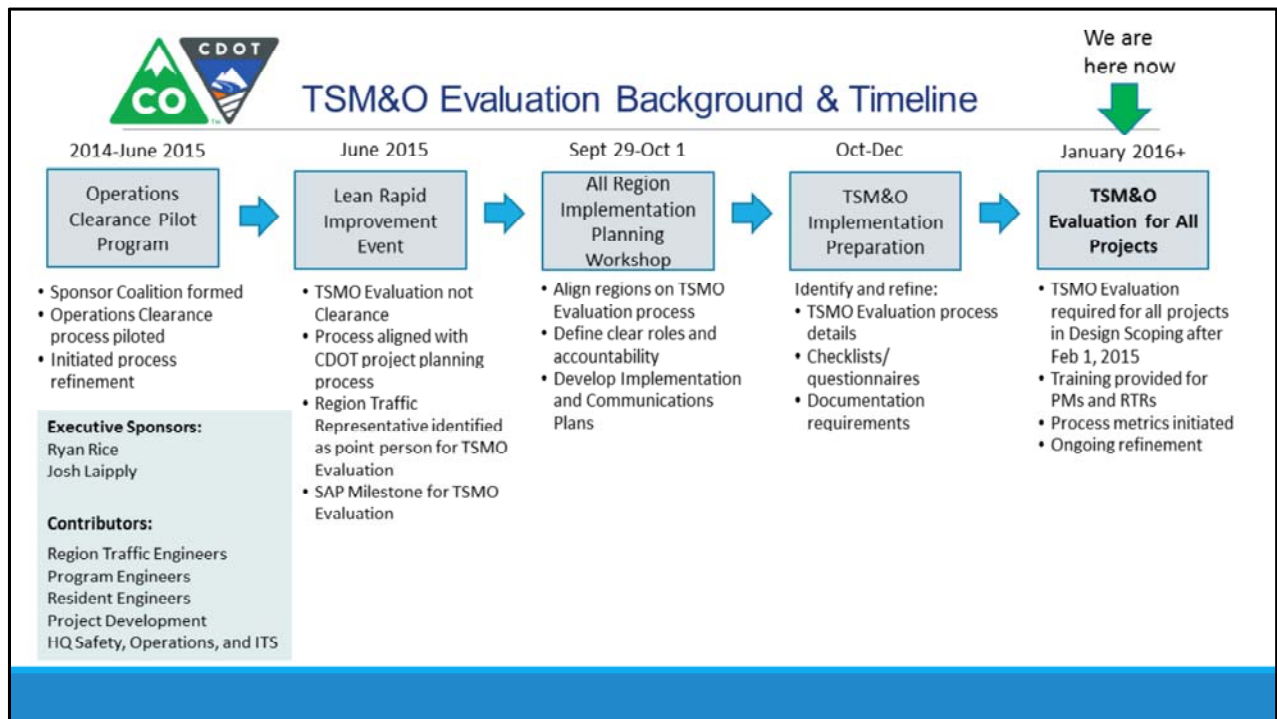 CDOT
CO
TM
TSM&O Evaluation Background & Timeline
We are
here now
2014-June 2015
Operations
Clearance Pilot
Program
• Sponsor Coalition formed
• Operations Clearance
process piloted
• Initiated process
refinement
Executive Sponsors:
Ryan Rice
Josh Laipply
Contributors:
Region Traffic Engineers
Program Engineers
Resident Engineers
Project Development
HQ Safety, Operations, and ITS
June 2015
Lean Rapid
Improvement
Event
• TSMO Evaluation not
Clearance
• Process aligned with
CDOT project planning
process
• Region Traffic
Representative identified
as point person for TSMO
Evaluation
• SAP Milestone for TSMO
Evaluation
Sept 29-Oct 1
All Region
Implementation
Planning
Workshop
• Align regions on TSMO
Evaluation process
• Define clear roles and
accountability
• Develop Implementation
and Communications
Plans
Oct-Dec
TSM&O
Implementation
Preparation
Identify and refine:
• TSMO Evaluation process
details
• Checklists/
questionnaires
• Documentation
requirements
January 2016+
TSM&O
Evaluation for All
Projects
• TSMO Evaluation
required for all projects
in Design Scoping after
Feb 1, 2015
• Training provided for
PMs and RTRs
• Process metrics initiated
• Ongoing refinement